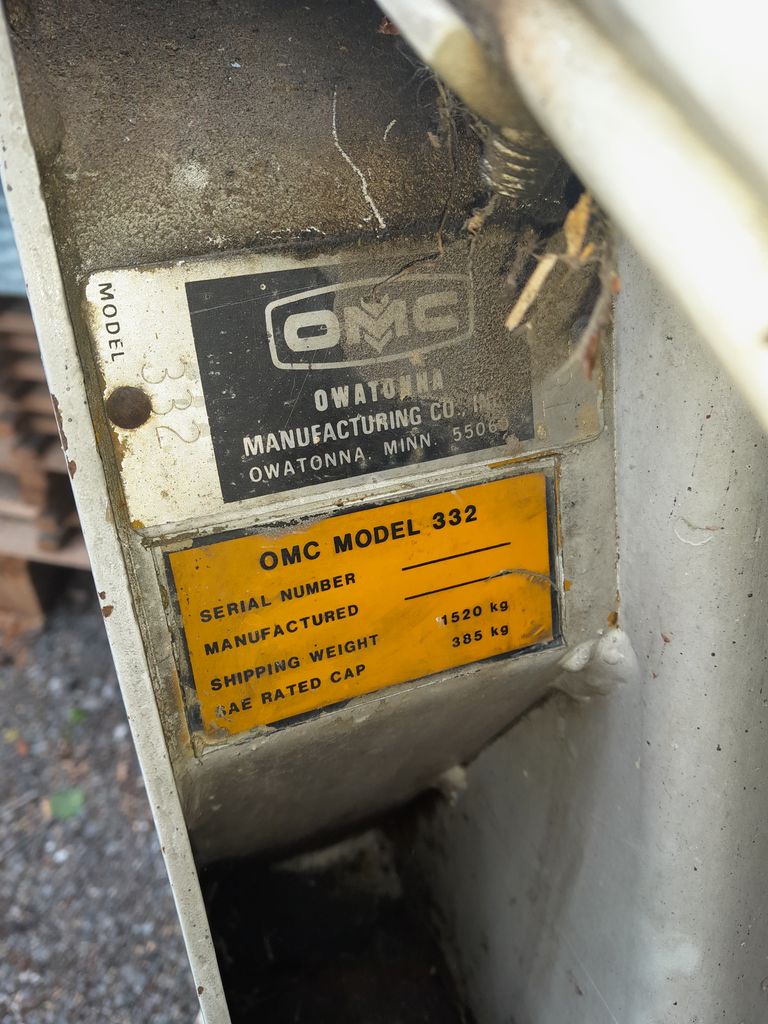 MODEL
332
OMC
OWATONNA
MANUFACTURING CO., INC.
OWATONNA, MINN. 55060
OMC MODEL 332
SERIAL NUMBER
MANUFACTURED
SHIPPING WEIGHT 1520 kg
SAE RATED CAP 385 kg